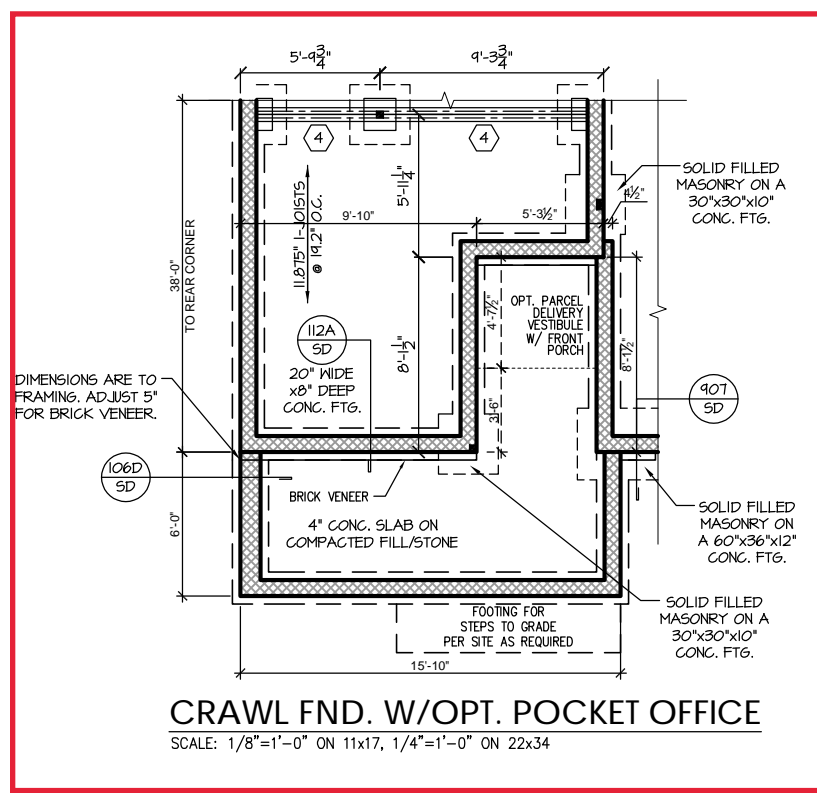 5'-9 3/4"
9'-3 3/4"
4
4
SOLID FILLED
MASONRY ON A
30"x30"x10"
CONC. FTG.
4 1/2"
5'-11 1/4"
11.875" I-JOISTS
@ 19.2" O.C.
9'-10"
5'-3 1/2"
38'-0"
TO REAR CORNER
OPT. PARCEL
DELIVERY
VESTIBULE
W/ FRONT
PORCH
4'-7 1/2"
8'-1 1/2"
8'-1 1/2"
112A
SD
20" WIDE
x8" DEEP
CONC. FTG.
DIMENSIONS ARE TO
FRAMING. ADJUST 5"
FOR BRICK VENEER.
907
SD
3'-6"
106D
SD
BRICK VENEER
4" CONC. SLAB ON
COMPACTED FILL/STONE
6'-0"
SOLID FILLED
MASONRY ON
A 60"x36"x12"
CONC. FTG.
FOOTING FOR
STEPS TO GRADE
PER SITE AS REQUIRED
SOLID FILLED
MASONRY ON A
30"x30"x10"
CONC. FTG.
15'-10"
CRAWL FND. W/OPT. POCKET OFFICE
SCALE: 1/8"=1'-0" ON 11x17, 1/4"=1'-0" ON 22x34